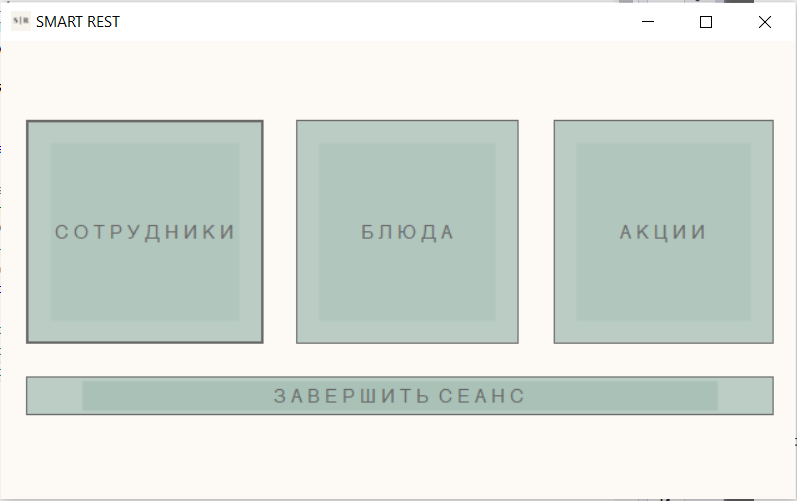 S|R SMART REST
СОТРУДНИКИ
БЛЮДА
АКЦИИ
ЗАВЕРШИТЬ СЕАНС